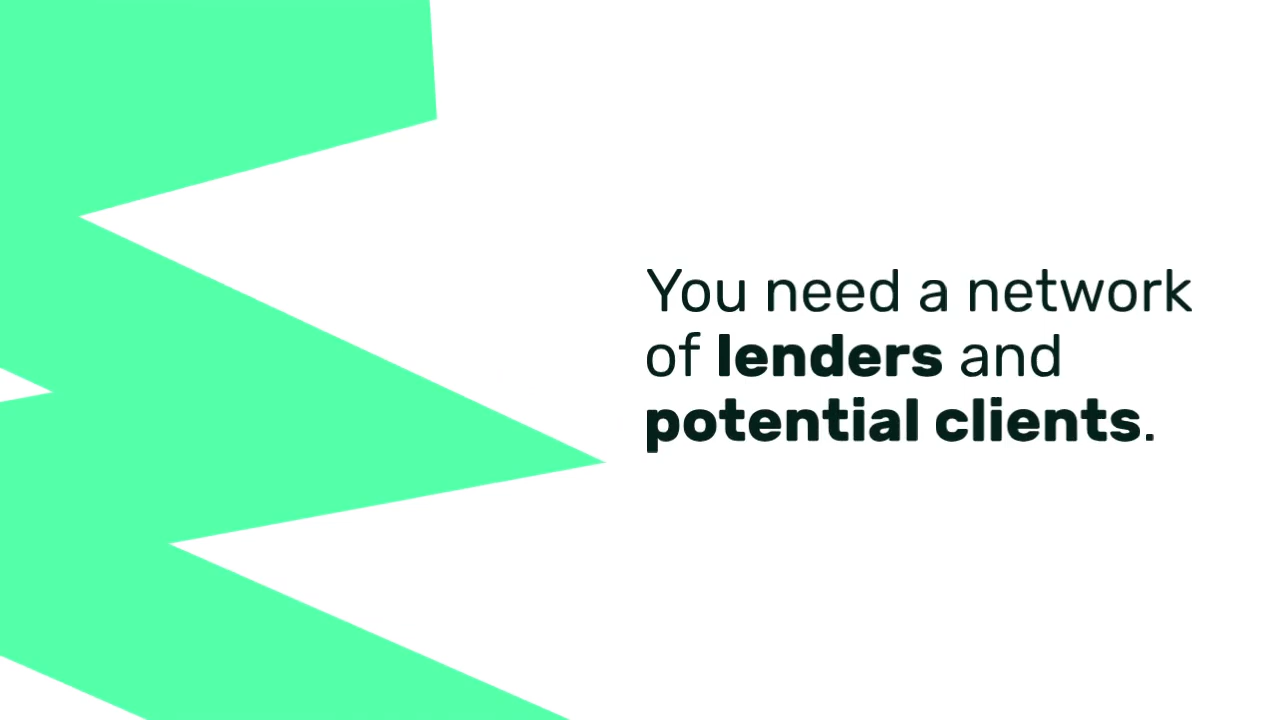 You need a network
of lenders and
potential clients.